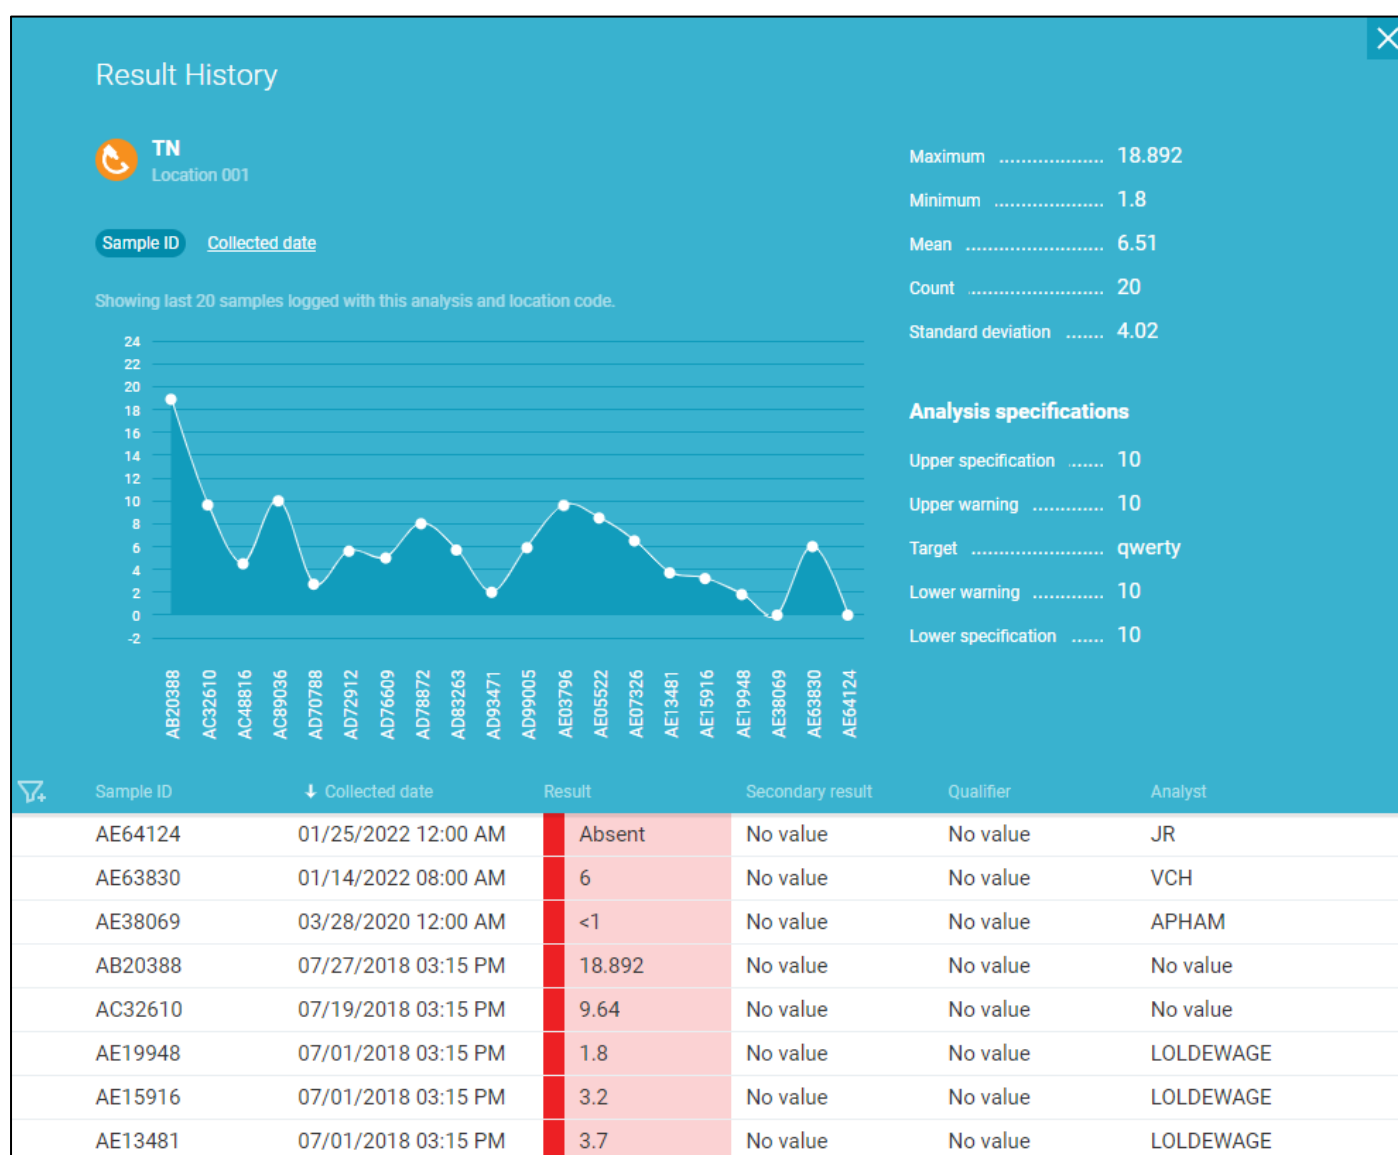 Result History
TN
Location 001
Sample ID Collected date
Showing last 20 samples logged with this analysis and location code.
24
22
20
18
16
14
12
10
8
6
4
2
0
-2
AB20388
AC32610
AC48816
AC89036
AD70788
AD72912
AD76609
AD78872
AD83263
AD93471
AD99005
AE03796
AE05522
AE07326
AE13481
AE15916
AE19948
AE38069
AE63830
AE64124
Maximum ................... 18.892
Minimum ................... 1.8
Mean ................... 6.51
Count ................... 20
Standard deviation ....... 4.02
Analysis specifications
Upper specification ...... 10
Upper warning ............. 10
Target ................... qwerty
Lower warning ............. 10
Lower specification ...... 10
Sample ID Collected date Result Secondary result Qualifier Analyst
AE64124 01/25/2022 12:00 AM Absent No value No value JR
AE63830 01/14/2022 08:00 AM 6 No value No value VCH
AE38069 03/28/2020 12:00 AM <1 No value No value APHAM
AB20388 07/27/2018 03:15 PM 18.892 No value No value No value
AC32610 07/19/2018 03:15 PM 9.64 No value No value No value
AE19948 07/01/2018 03:15 PM 1.8 No value No value LOLDEWAGE
AE15916 07/01/2018 03:15 PM 3.2 No value No value LOLDEWAGE
AE13481 07/01/2018 03:15 PM 3.7 No value No value LOLDEWAGE